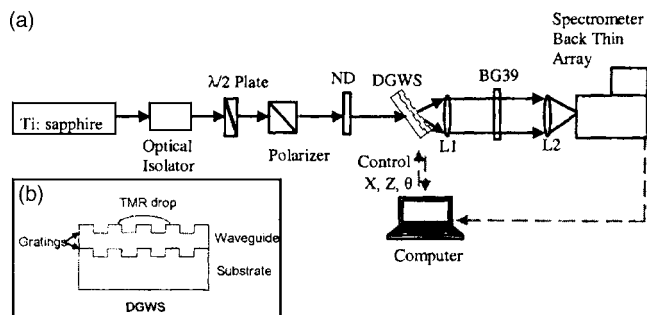 (a)
Spectrometer
Back Thin
Array
λ/2 Plate
ND
DGWS
BG39
Ti: sapphire
Optical
Isolator
Polarizer
L1
L2
Control
X, Z, θ
Computer
(b)
TMR drop
Gratings
Waveguide
Substrate
DGWS